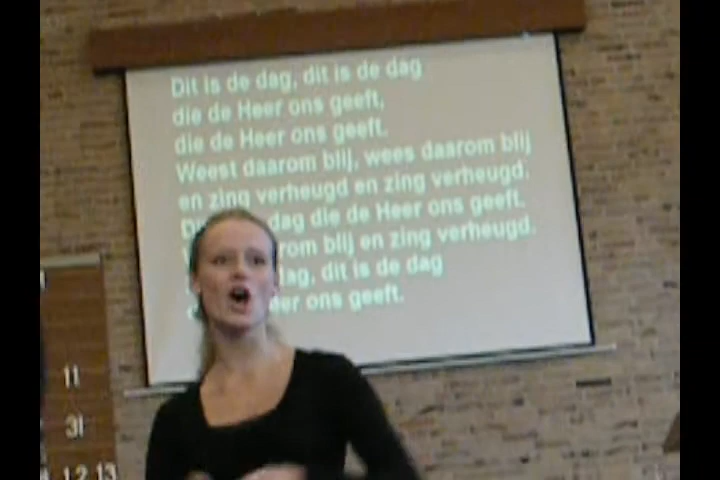 Dit is de dag, dit is de dag
die de Heer ons geeft,
die de Heer ons geeft.
Weest daarom blij, wees daarom blij
en zing verheugd en zing verheugd.
dag die de Heer ons geeft.
blij en zing verheugd.
dit is de dag
ons geeft.
11
31
12 13